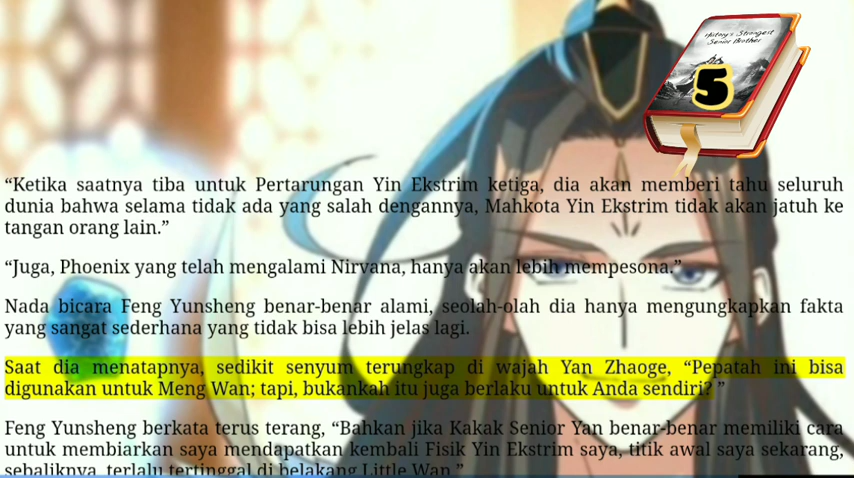 History's Strongest
Senior Brother
5
“Ketika saatnya tiba untuk Pertarungan Yin Ekstrim ketiga, dia akan memberi tahu seluruh
dunia bahwa selama tidak ada yang salah dengannya, Mahkota Yin Ekstrim tidak akan jatuh ke
tangan orang lain.”
“Juga, Phoenix yang telah mengalami Nirvana, hanya akan lebih mempesona.”
Nada bicara Feng Yunsheng benar-benar alami, seolah-olah dia hanya mengungkapkan fakta
yang sangat sederhana yang tidak bisa lebih jelas lagi.
Saat dia menatapnya, sedikit senyum terungkap di wajah Yan Zhaoge, “Pepatah ini bisa
digunakan untuk Meng Wan; tapi, bukankah itu juga berlaku untuk Anda sendiri? ”
Feng Yunsheng berkata terus terang, “Bahkan jika Kakak Senior Yan benar-benar memiliki cara
untuk membiarkan saya mendapatkan kembali Fisik Yin Ekstrim saya, titik awal saya sekarang,
sebaliknya, terlalu tertinggal di belakang Little Wan.”